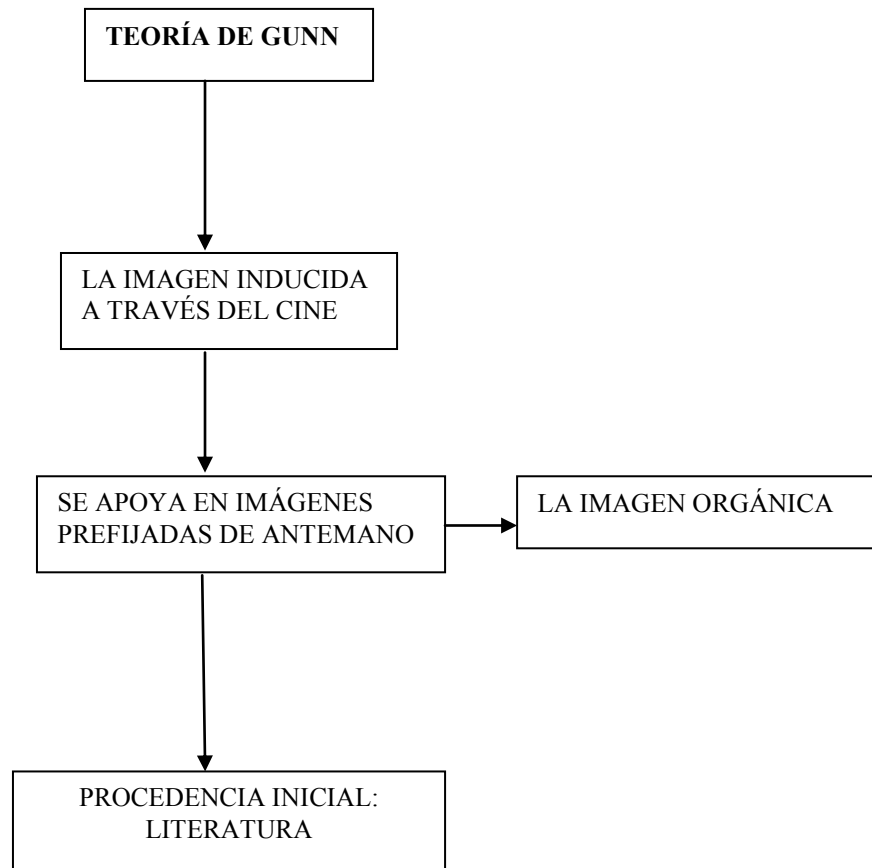 TEORÍA DE GUNN
LA IMAGEN INDUCIDA
A TRAVÉS DEL CINE
SE APOYA EN IMÁGENES
PREFIJADAS DE ANTEMANO
LA IMAGEN ORGÁNICA
PROCEDENCIA INICIAL:
LITERATURA